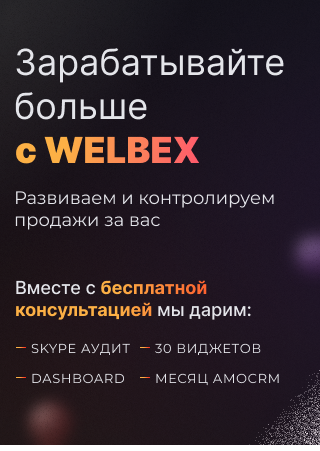 Зарабатывайте
больше
с WELBEX
Развиваем и контролируем
продажи за вас
Вместе с бесплатной
консультацией мы дарим:
— SKYPE АУДИТ — 30 ВИДЖЕТОВ
— DASHBOARD — МЕСЯЦ AMOCRM